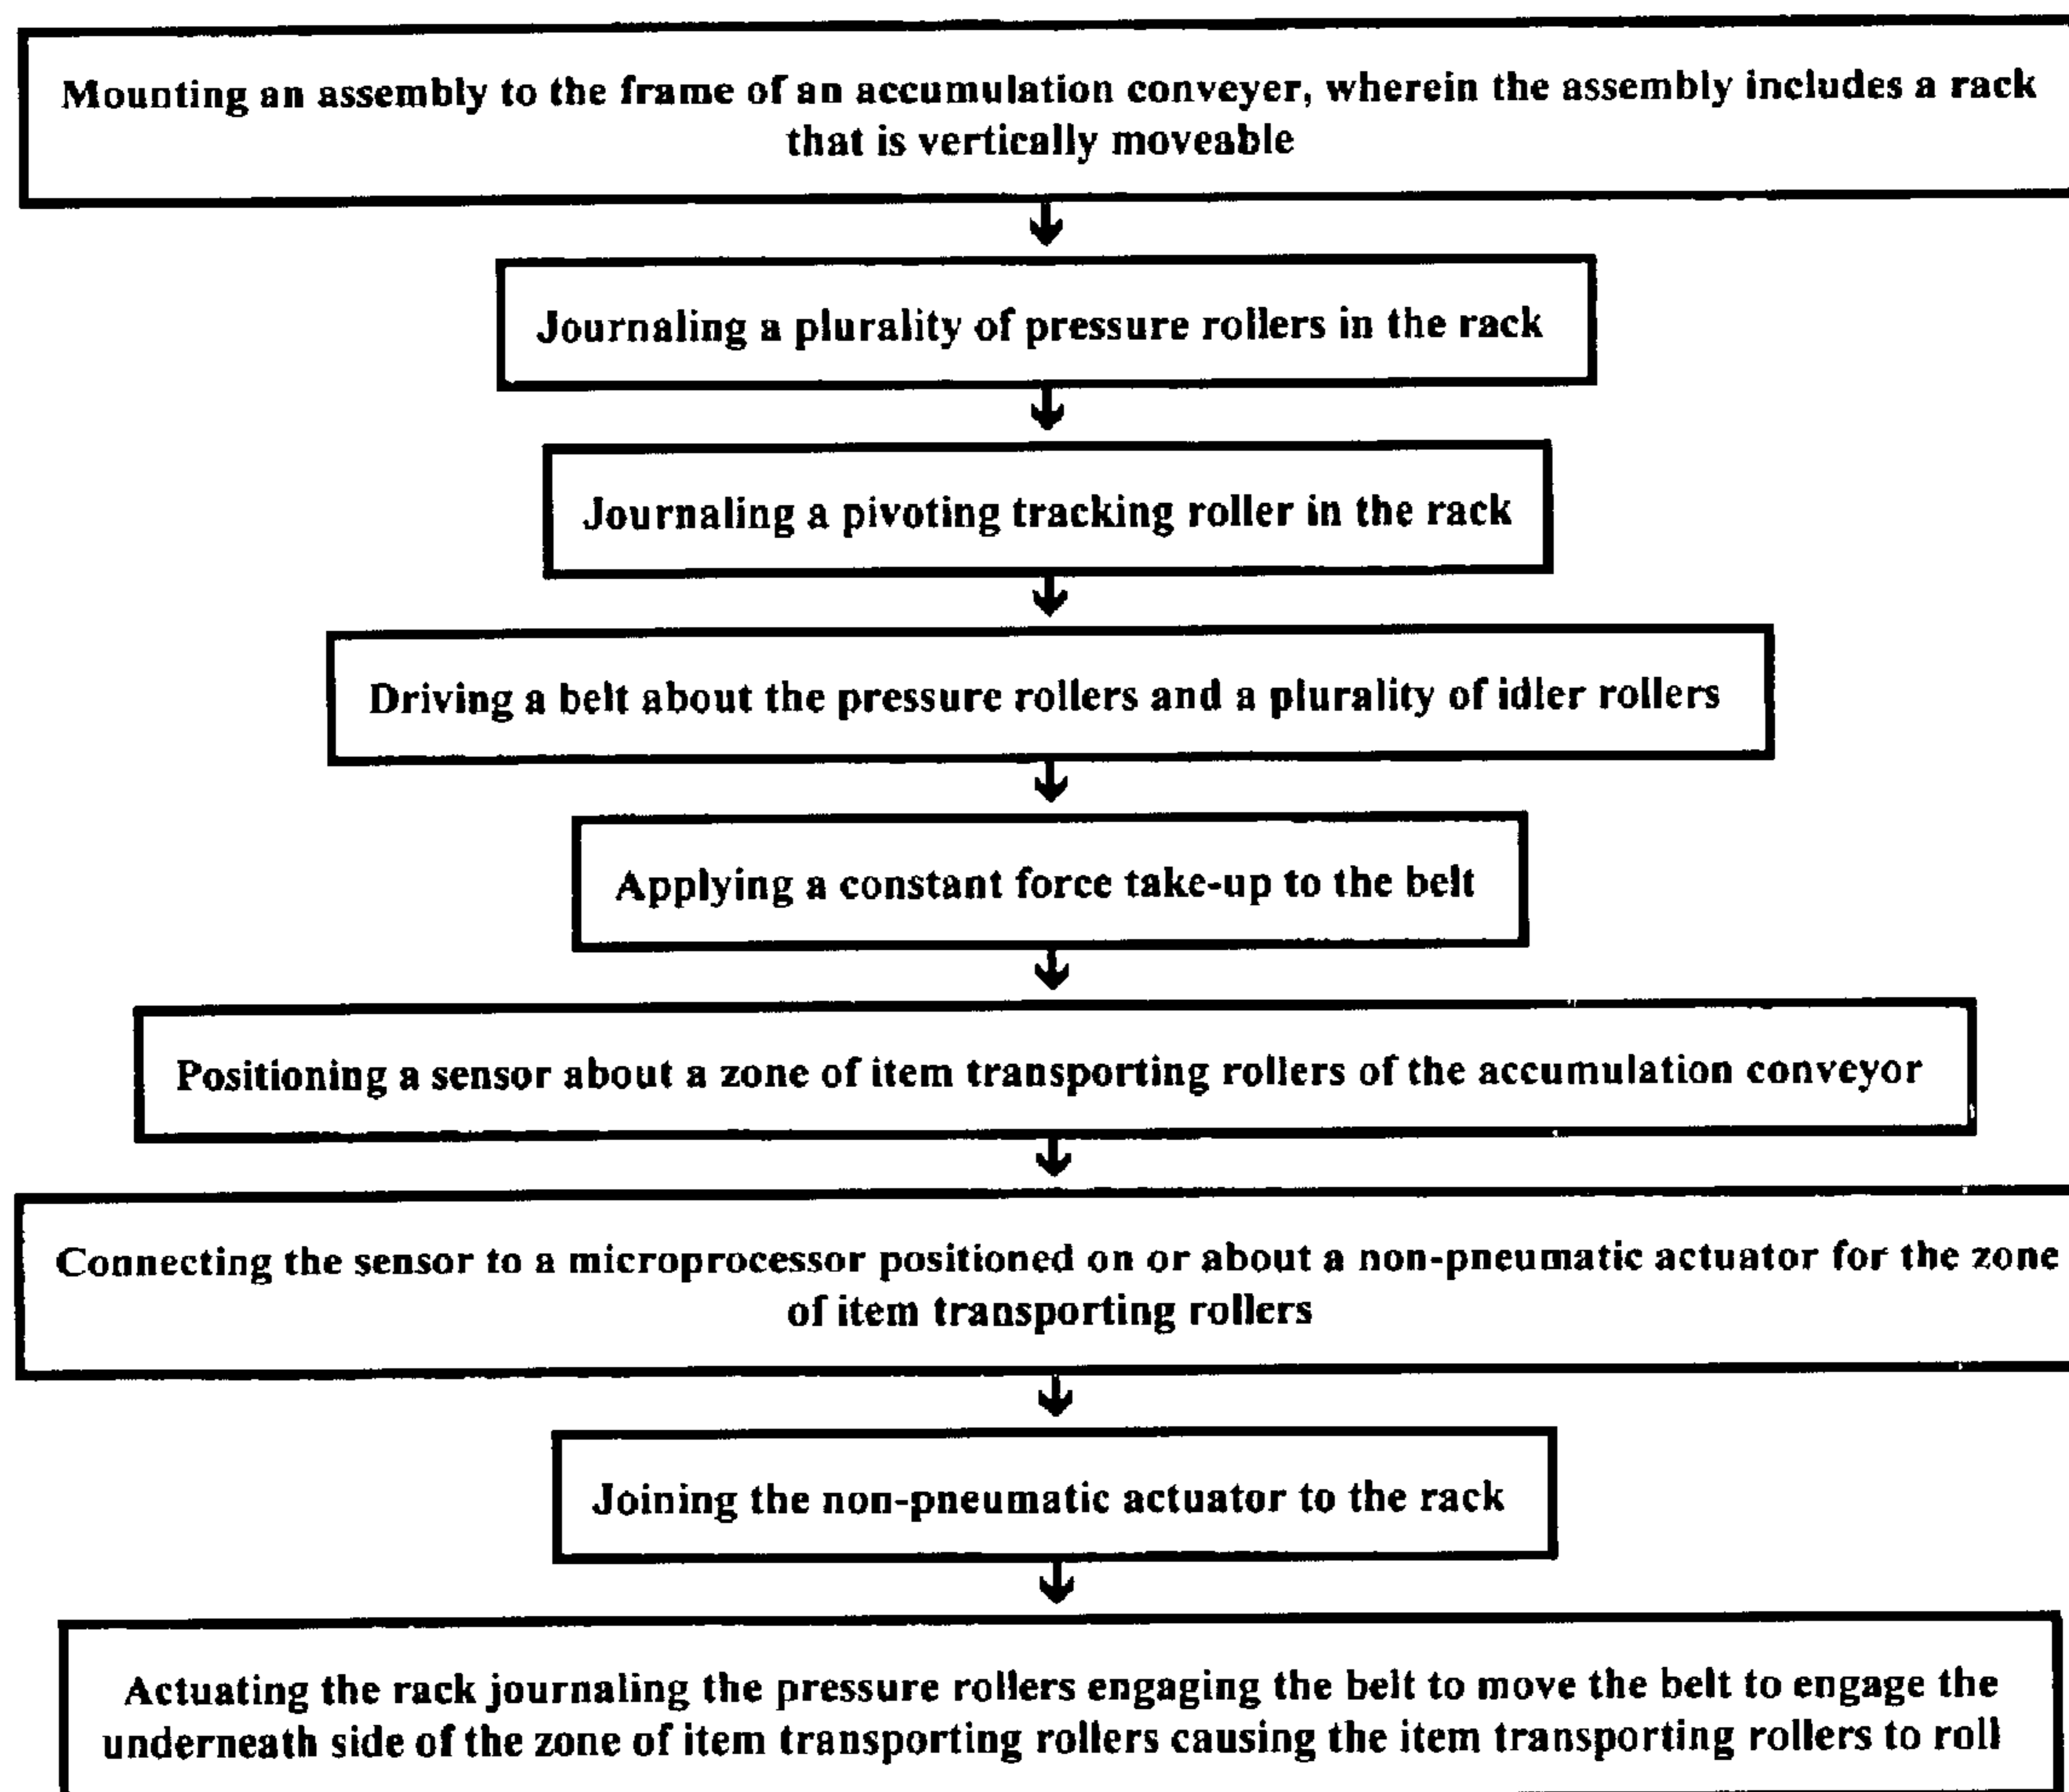 Mounting an assembly to the frame of an accumulation conveyer, wherein the assembly includes a rack
that is vertically moveable
Journaling a plurality of pressure rollers in the rack
Journaling a pivoting tracking roller in the rack
Driving a belt about the pressure rollers and a plurality of idler rollers
Applying a constant force take-up to the belt
Positioning a sensor about a zone of item transporting rollers of the accumulation conveyor
Connecting the sensor to a microprocessor positioned on or about a non-pneumatic actuator for the zone
of item transporting rollers
Joining the non-pneumatic actuator to the rack
Actuating the rack journaling the pressure rollers engaging the belt to move the belt to engage the
underneath side of the zone of item transporting rollers causing the item transporting rollers to roll